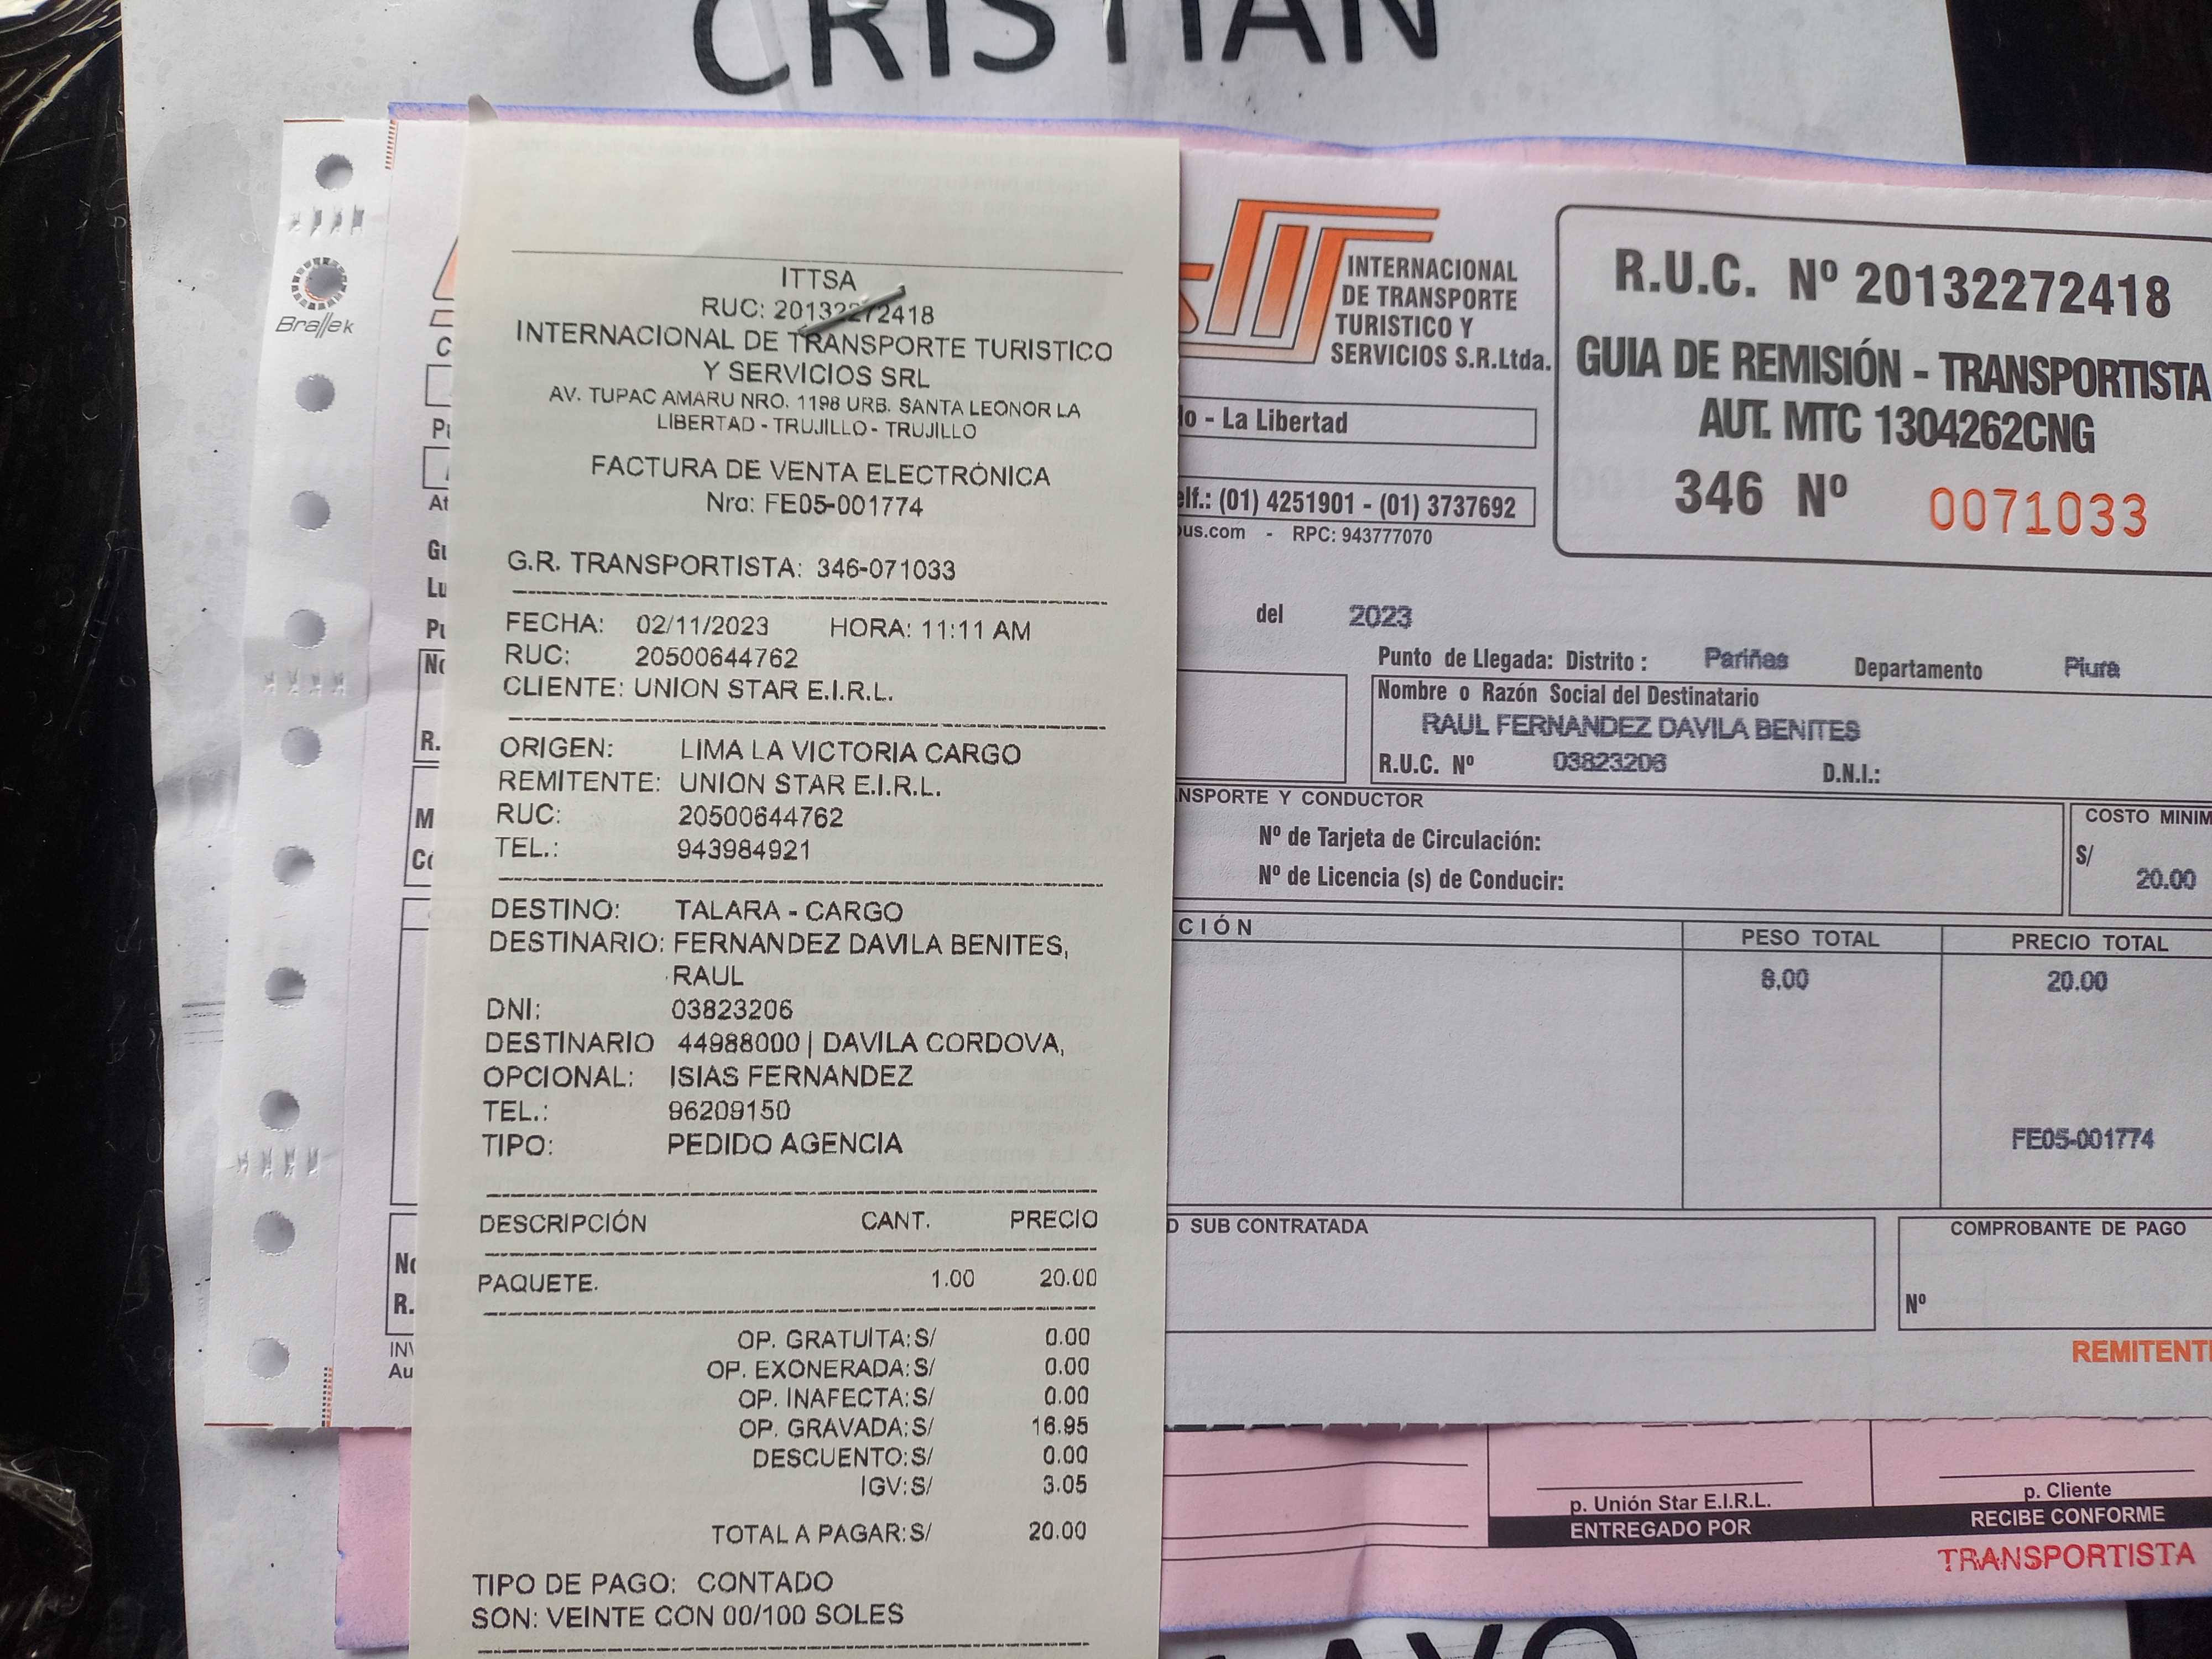 CRISTIAN
Brallek
ITTSA
RUC: 20132272418
INTERNACIONAL DE TRANSPORTE TURISTICO
Y SERVICIOS SRL
AV. TUPAC AMARU NRO. 1198 URB. SANTA LEONOR LA
LIBERTAD - TRUJILLO - TRUJILLO
FACTURA DE VENTA ELECTRÓNICA
Nro: FE05-001774
G.R. TRANSPORTISTA: 346-071033
FECHA: 02/11/2023 HORA: 11:11 AM
RUC: 20500644762
CLIENTE: UNION STAR E.I.R.L.
ORIGEN: LIMA LA VICTORIA CARGO
REMITENTE: UNION STAR E.I.R.L.
RUC: 20500644762
TEL.: 943984921
DESTINO: TALARA - CARGO
DESTINARIO: FERNANDEZ DAVILA BENITES,
RAUL
DNI: 03823206
DESTINARIO 44988000 | DAVILA CORDOVA,
OPCIONAL: ISIAS FERNANDEZ
TEL.: 96209150
TIPO: PEDIDO AGENCIA
DESCRIPCIÓN CANT. PRECIO
PAQUETE. 1.00 20.00
OP. GRATUITA:S/ 0.00
OP. EXONERADA:S/ 0.00
OP. INAFECTA:S/ 0.00
OP. GRAVADA:S/ 16.95
DESCUENTO:S/ 0.00
IGV:S/ 3.05
TOTAL A PAGAR:S/ 20.00
TIPO DE PAGO: CONTADO
SON: VEINTE CON 00/100 SOLES
INTERNACIONAL
DE TRANSPORTE
TURISTICO Y
SERVICIOS S.R.Ltda.
R.U.C. Nº 20132272418
GUIA DE REMISIÓN - TRANSPORTISTA
AUT. MTC 1304262CNG
346 Nº 0071033
- La Libertad
elf.: (01) 4251901 - (01) 3737692
us.com - RPC: 943777070
del 2023
Punto de Llegada: Distrito : Pariñas Departamento Piura
Nombre o Razón Social del Destinatario
RAUL FERNANDEZ DAVILA BENITES
R.U.C. Nº 03823206 D.N.I.:
NSPORTE Y CONDUCTOR
COSTO MINIM
Nº de Tarjeta de Circulación:
S/ 20.00
Nº de Licencia (s) de Conducir:
CIÓN PESO TOTAL PRECIO TOTAL
8.00 20.00
FE05-001774
SUB CONTRATADA
COMPROBANTE DE PAGO
Nº
REMITENT
p. Unión Star E.I.R.L.
ENTREGADO POR
p. Cliente
RECIBE CONFORME
TRANSPORTISTA